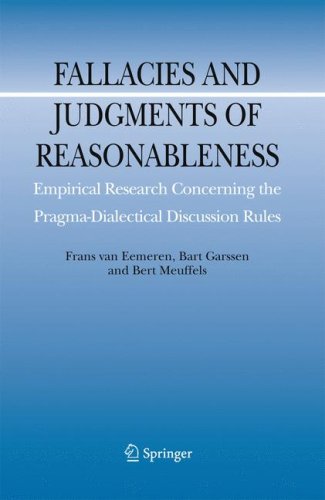 FALLACIES AND
JUDGMENTS OF
REASONABLENESS
Empirical Research Concerning the
Pragma-Dialectical Discussion Rules
Frans van Eemeren, Bart Garssen
and Bert Meuffels
Springer